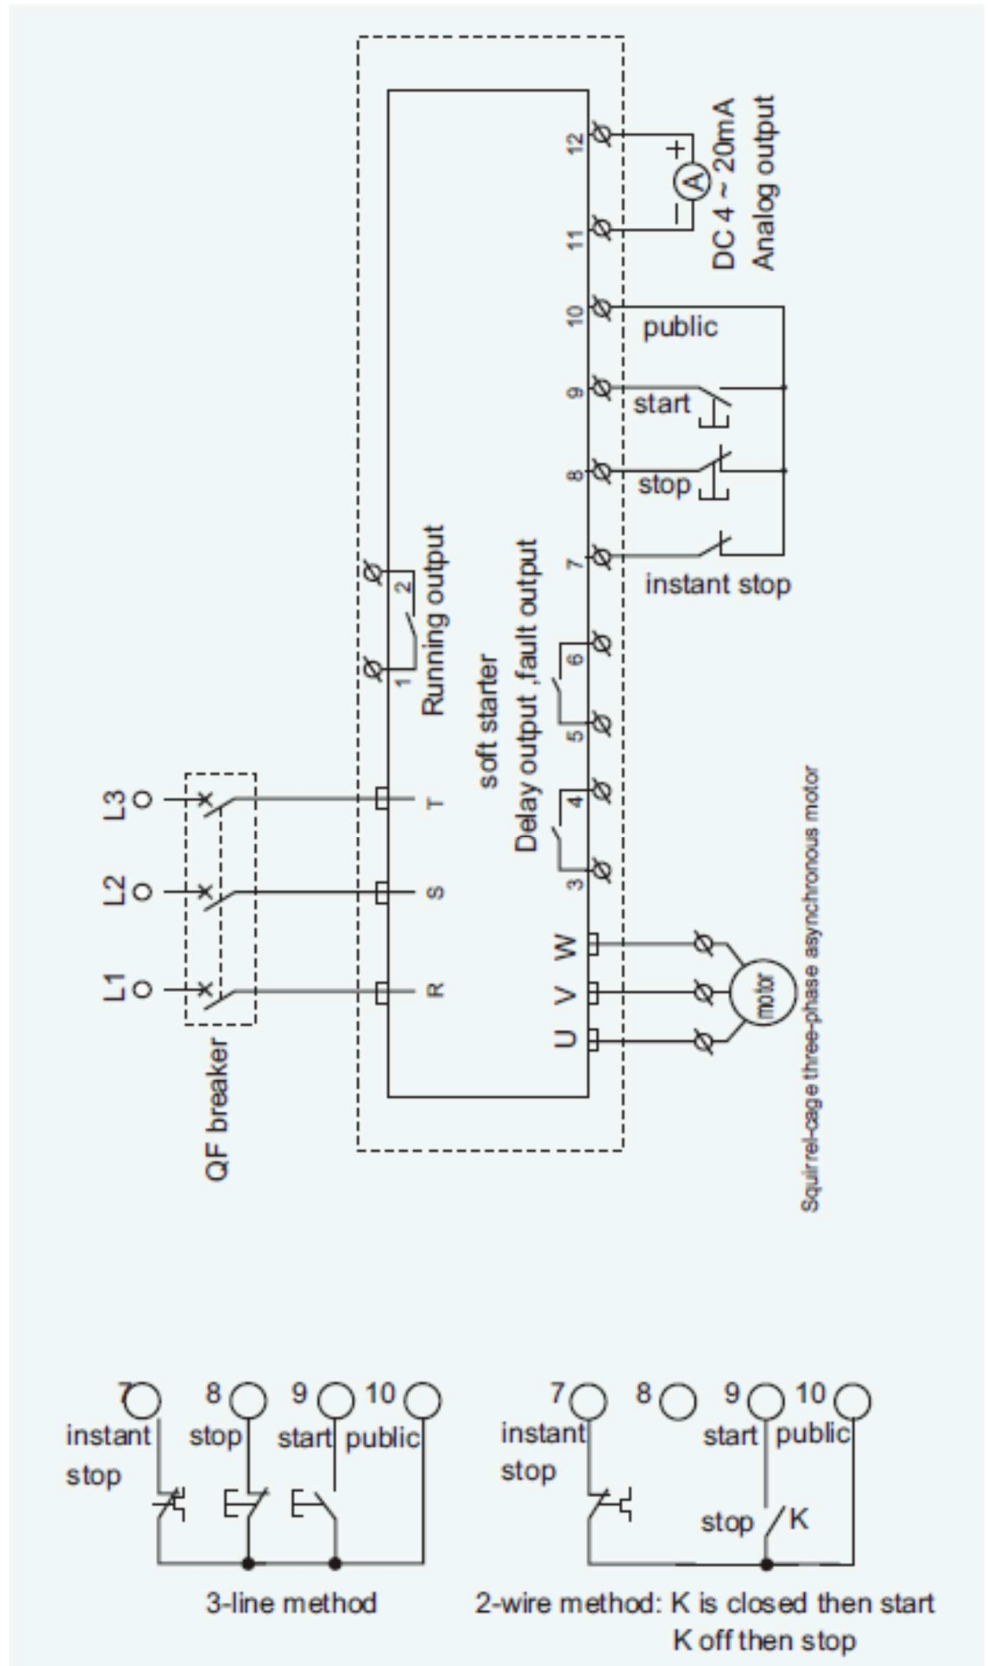 12
+
A
−
DC 4 ~ 20mA
Analog output
11
10
public
9
start
8
stop
7
instant stop
2
1
Running output
soft starter
Delay output ,fault output
6
5
4
3
L3
L2
L1
T
S
R
QF breaker
W
V
U
motor
Squirrel-cage three-phase asynchronous motor
7 8 9 10
instant stop start public
stop
3-line method
7 8 9 10
instant start public
stop
stop K
2-wire method: K is closed then start
K off then stop